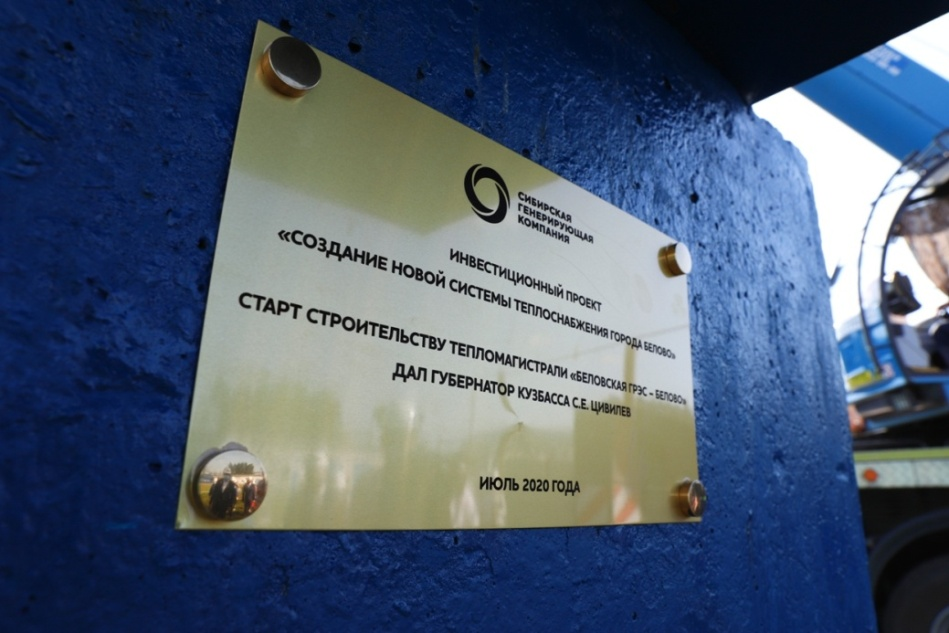 СИБИРСКАЯ
ГЕНЕРИРУЮЩАЯ
КОМПАНИЯ
ИНВЕСТИЦИОННЫЙ ПРОЕКТ
«СОЗДАНИЕ НОВОЙ СИСТЕМЫ ТЕПЛОСНАБЖЕНИЯ ГОРОДА БЕЛОВО»
СТАРТ СТРОИТЕЛЬСТВУ ТЕПЛОМАГИСТРАЛИ «БЕЛОВСКАЯ ГРЭС – БЕЛОВО»
ДАЛ ГУБЕРНАТОР КУЗБАССА С.Е. ЦИВИЛЕВ
ИЮЛЬ 2020 ГОДА